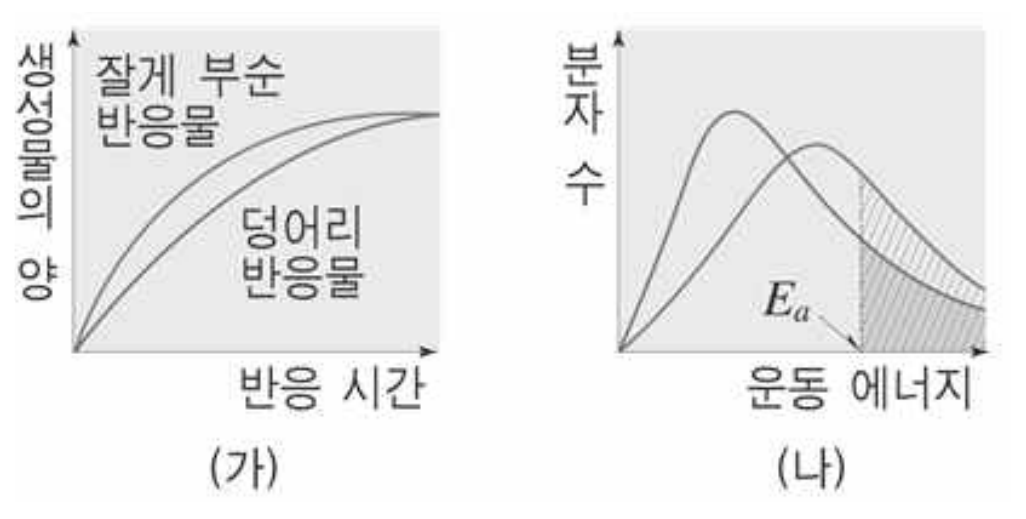 생성물의 양
잘게 부순
반응물
덩어리
반응물
반응 시간
(가)
분자 수
E_a
운동 에너지
(나)